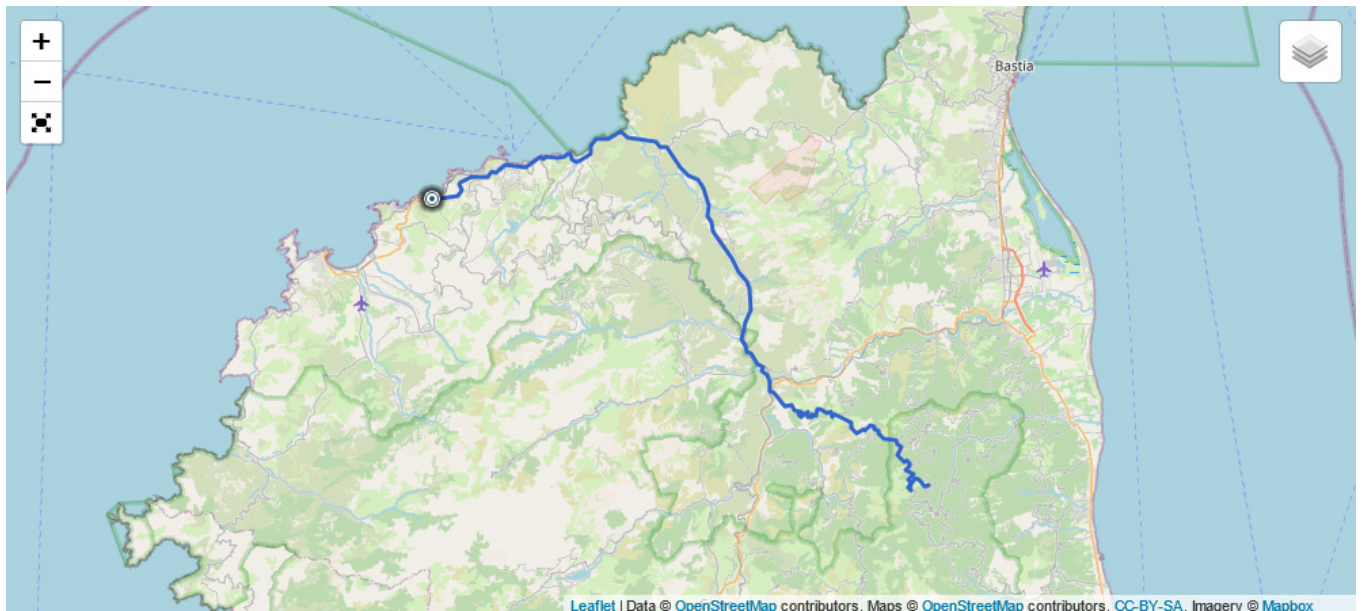 +
Bastia
−
Leaflet | Data © OpenStreetMap contributors, Maps © OpenStreetMap contributors, CC-BY-SA, Imagery © Mapbox